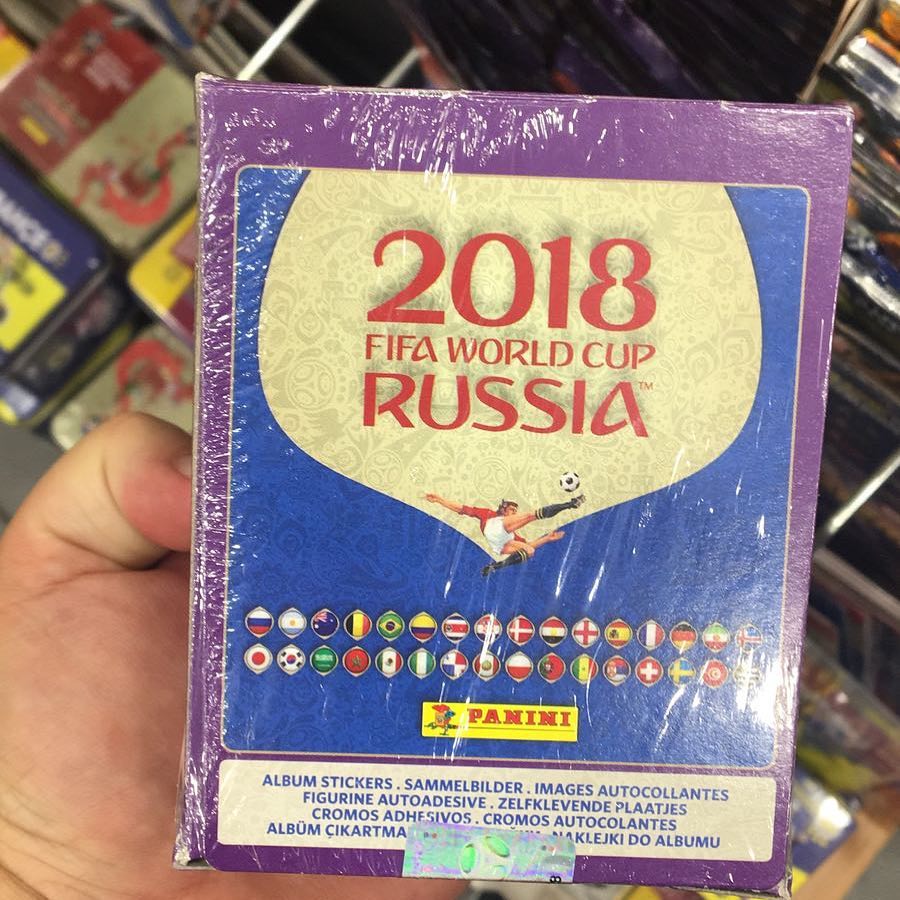 2018
FIFA WORLD CUP
RUSSIA™
PANINI
ALBUM STICKERS . SAMMELBILDER . IMAGES AUTOCOLLANTES
FIGURINE AUTOADESIVE . ZELFKLEVENDE PLAATJES
CROMOS ADHESIVOS . CROMOS AUTOCOLANTES
ALBÜM ÇIKARTMA NAKLEJKI DO ALBUMU